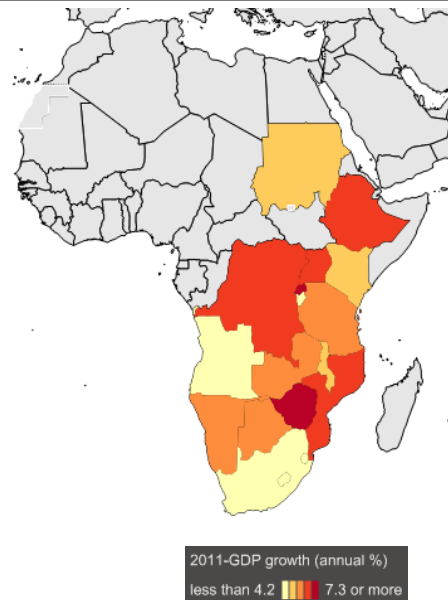 2011-GDP growth (annual %)
less than 4.2 7.3 or more